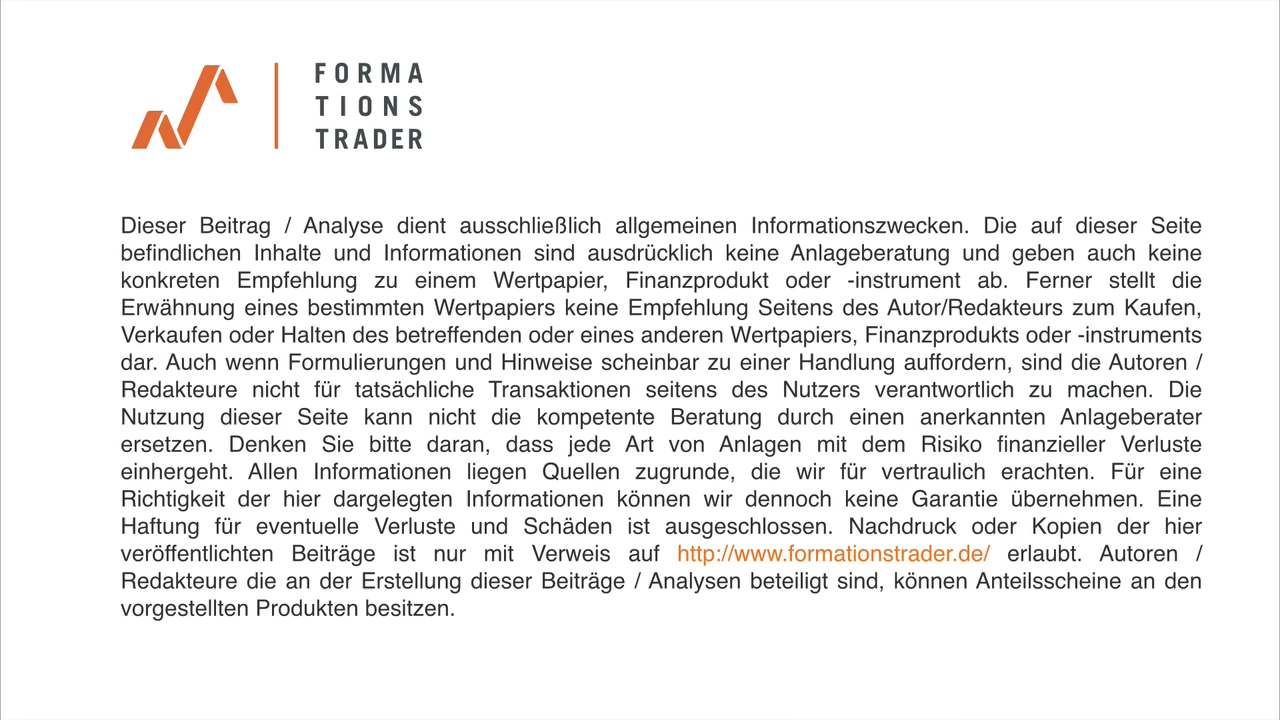 FORMA
TIONS
TRADER
Dieser Beitrag / Analyse dient ausschließlich allgemeinen Informationszwecken. Die auf dieser Seite
befindlichen Inhalte und Informationen sind ausdrücklich keine Anlageberatung und geben auch keine
konkreten Empfehlung zu einem Wertpapier, Finanzprodukt oder -instrument ab. Ferner stellt die
Erwähnung eines bestimmten Wertpapiers keine Empfehlung Seitens des Autor/Redakteurs zum Kaufen,
Verkaufen oder Halten des betreffenden oder eines anderen Wertpapiers, Finanzprodukts oder -instruments
dar. Auch wenn Formulierungen und Hinweise scheinbar zu einer Handlung auffordern, sind die Autoren /
Redakteure nicht für tatsächliche Transaktionen seitens des Nutzers verantwortlich zu machen. Die
Nutzung dieser Seite kann nicht die kompetente Beratung durch einen anerkannten Anlageberater
ersetzen. Denken Sie bitte daran, dass jede Art von Anlagen mit dem Risiko finanzieller Verluste
einhergeht. Allen Informationen liegen Quellen zugrunde, die wir für vertraulich erachten. Für eine
Richtigkeit der hier dargelegten Informationen können wir dennoch keine Garantie übernehmen. Eine
Haftung für eventuelle Verluste und Schäden ist ausgeschlossen. Nachdruck oder Kopien der hier
veröffentlichten Beiträge ist nur mit Verweis auf http://www.formationstrader.de/ erlaubt. Autoren /
Redakteure die an der Erstellung dieser Beiträge / Analysen beteiligt sind, können Anteilsscheine an den
vorgestellten Produkten besitzen.